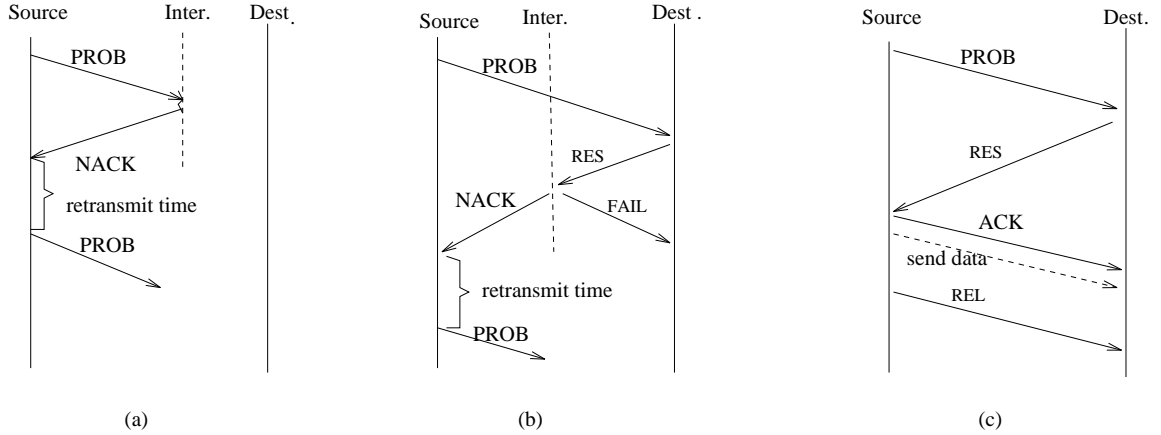 Source Inter. Dest.
PROB
NACK
retransmit time
PROB
(a)
Source Inter. Dest .
PROB
RES
NACK FAIL
retransmit time
PROB
(b)
Source Dest.
PROB
RES
ACK
send data
REL
(c)